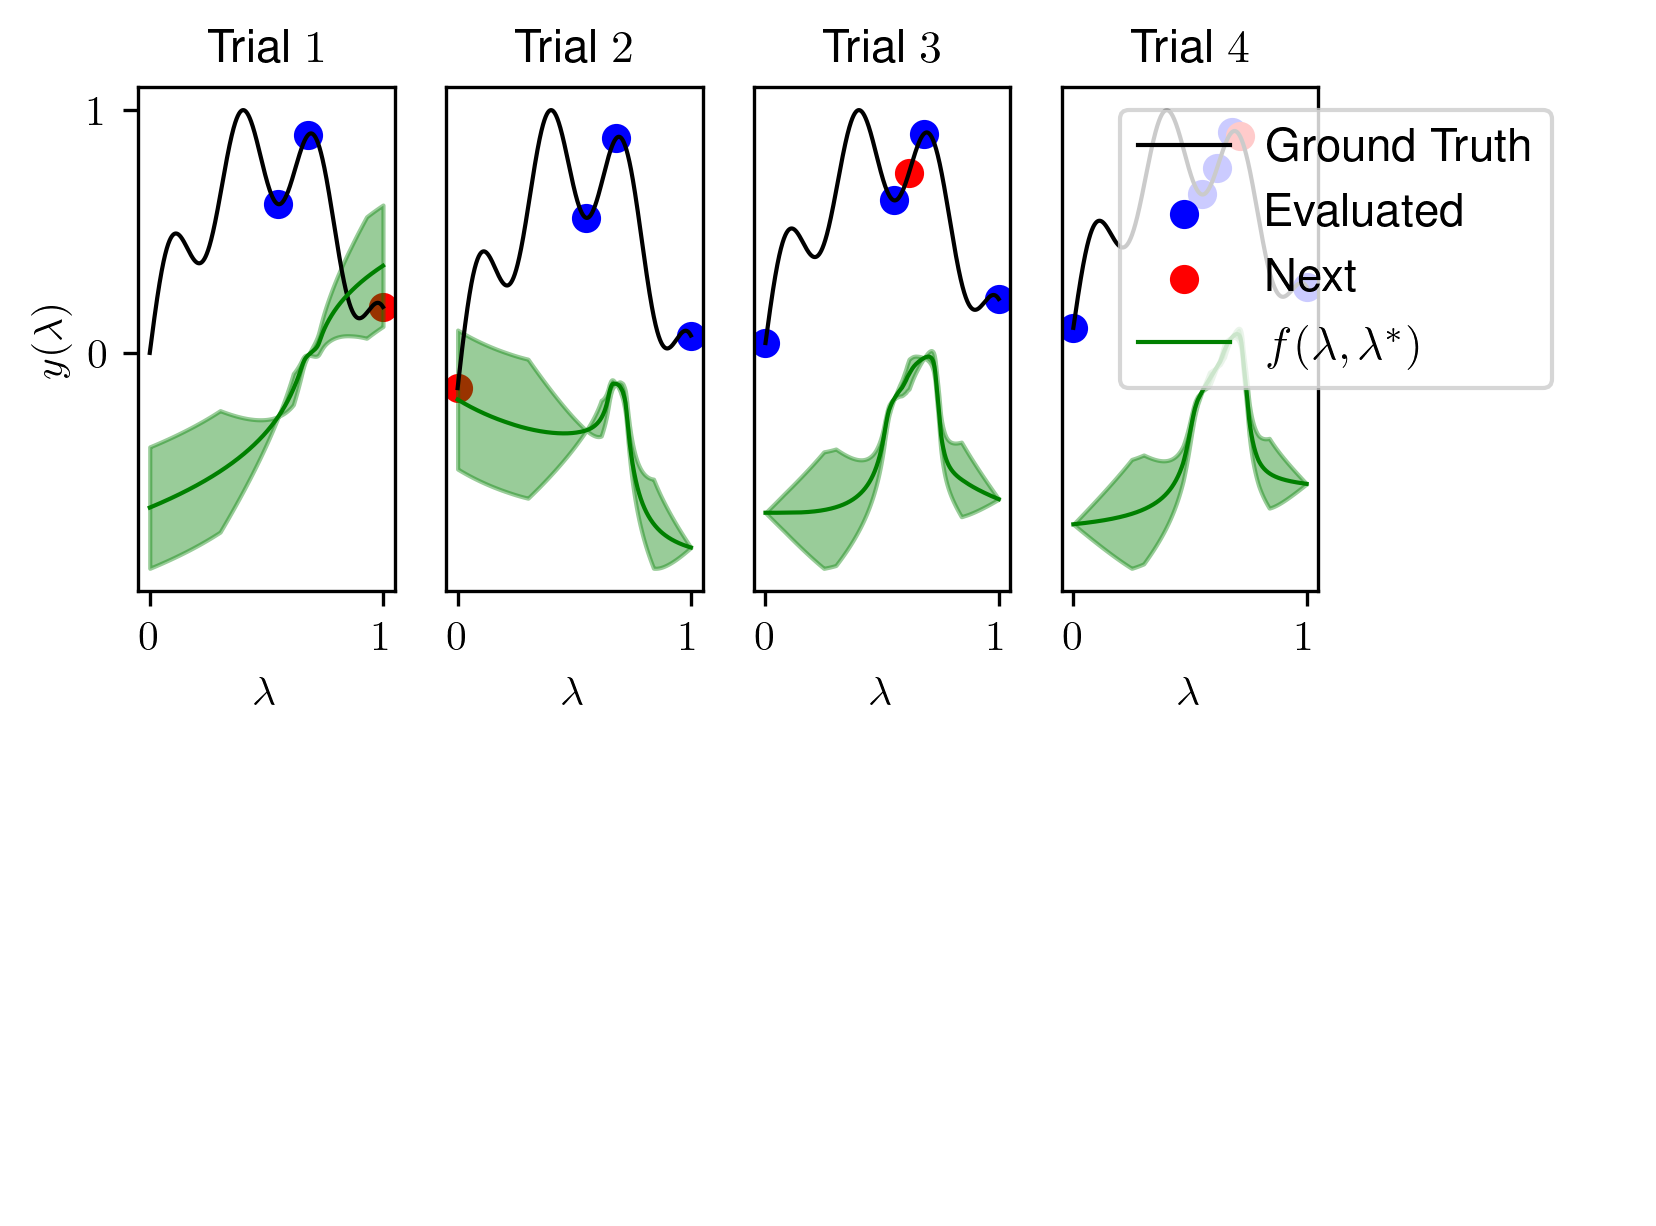 Trial 1
Trial 2
Trial 3
Trial 4
1
0
y(λ)
Ground Truth
Evaluated
Next
f(λ, λ*)
0 1
0 1
0 1
0 1
λ
λ
λ
λ